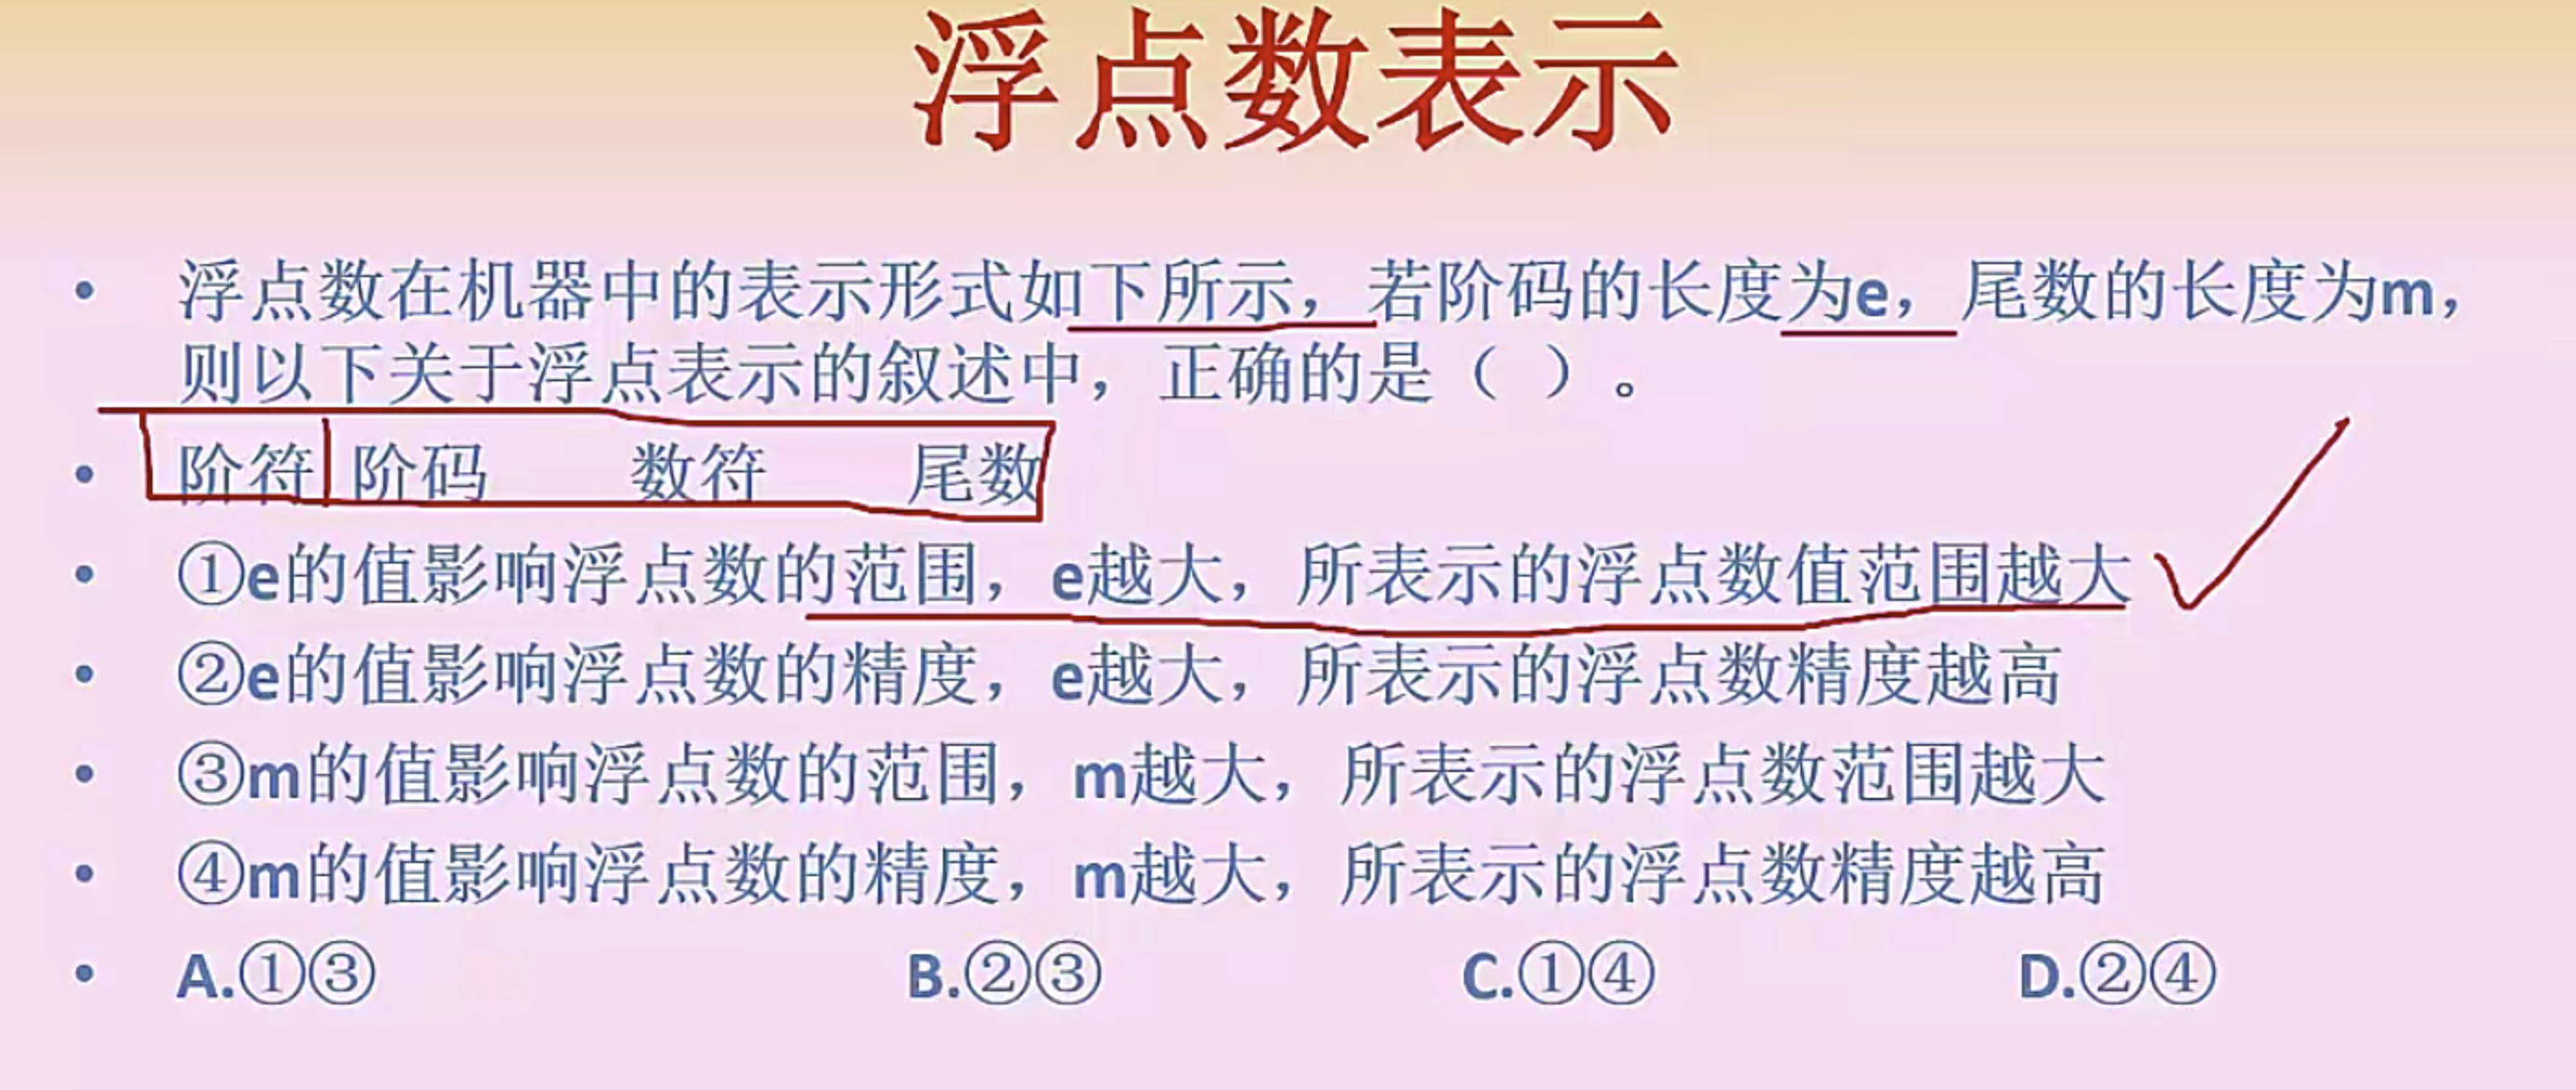 浮点数表示
• 浮点数在机器中的表示形式如下所示，若阶码的长度为e，尾数的长度为m，
则以下关于浮点表示的叙述中，正确的是（ ）。
• 阶符 阶码 数符 尾数
• ①e的值影响浮点数的范围，e越大，所表示的浮点数值范围越大
• ②e的值影响浮点数的精度，e越大，所表示的浮点数精度越高
• ③m的值影响浮点数的范围，m越大，所表示的浮点数范围越大
• ④m的值影响浮点数的精度，m越大，所表示的浮点数精度越高
• A.①③ B.②③ C.①④ D.②④